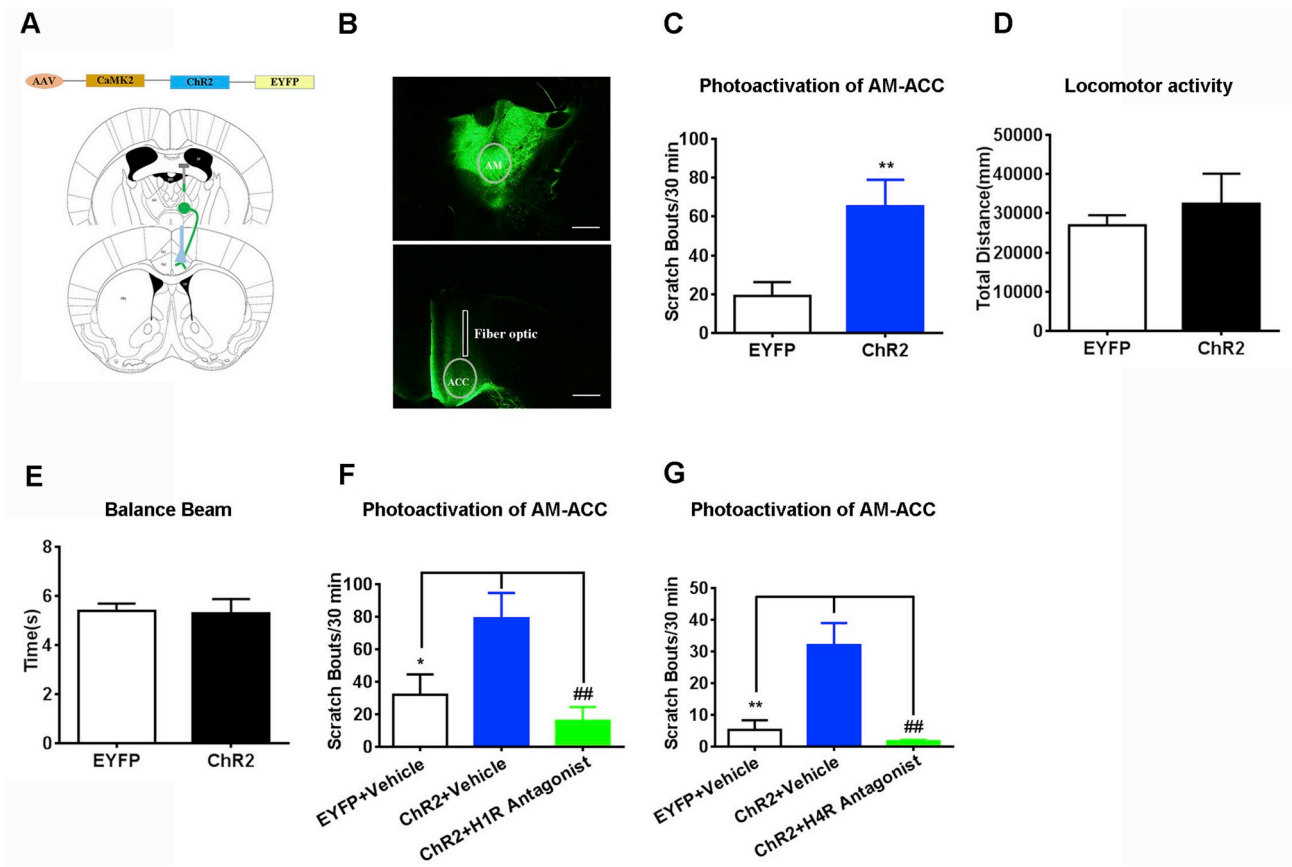 A
AAV CaMK2 ChR2 EYFP
B
AM
Fiber optic
ACC
C
Photoactivation of AM-ACC
Scratch Bouts/30 min
100
80
60
40
20
0
**
EYFP ChR2
D
Locomotor activity
Total Distance(mm)
50000
40000
30000
20000
10000
0
EYFP ChR2
E
Balance Beam
Time(s)
8
6
4
2
0
EYFP ChR2
F
Photoactivation of AM-ACC
Scratch Bouts/30 min
100
80
60
40
20
0
*
##
EYFP+Vehicle
ChR2+Vehicle
ChR2+H1R Antagonist
G
Photoactivation of AM-ACC
Scratch Bouts/30 min
50
40
30
20
10
0
**
##
EYFP+Vehicle
ChR2+Vehicle
ChR2+H4R Antagonist